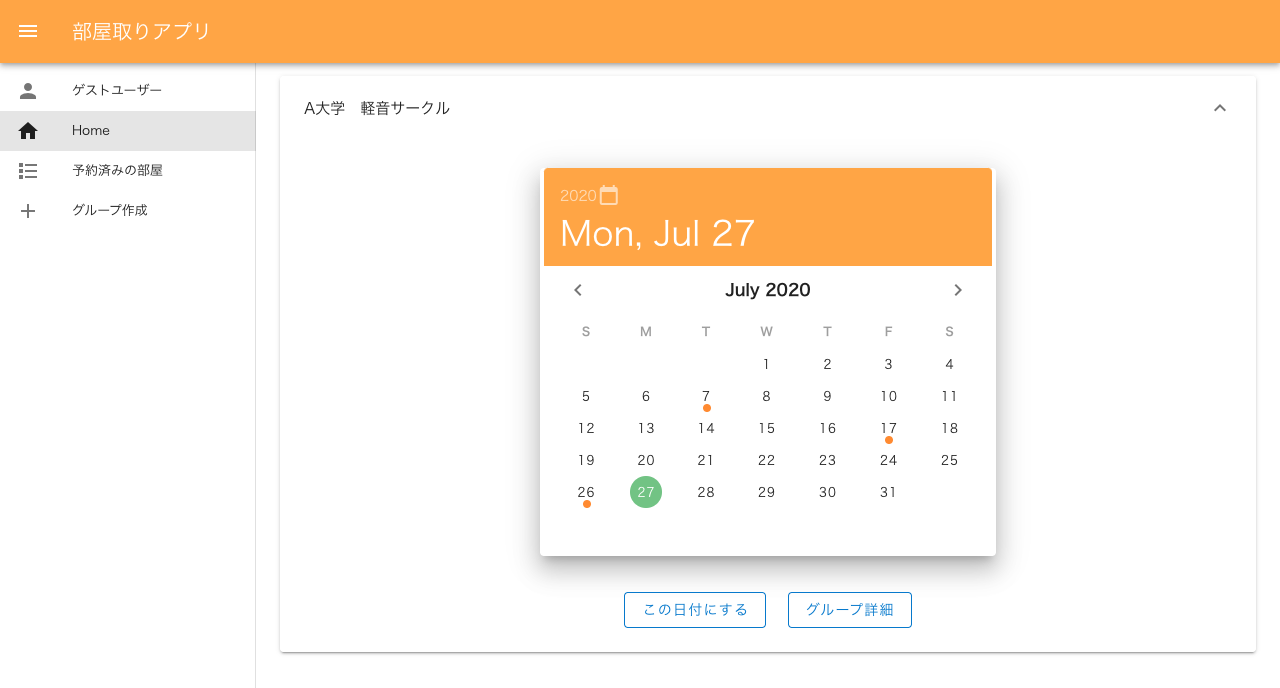 部屋取りアプリ
ゲストユーザー
Home
予約済みの部屋
グループ作成
A大学　軽音サークル
2020
Mon, Jul 27
July 2020
S M T W T F S
1 2 3 4
5 6 7 8 9 10 11
12 13 14 15 16 17 18
19 20 21 22 23 24 25
26 27 28 29 30 31
この日付にする グループ詳細